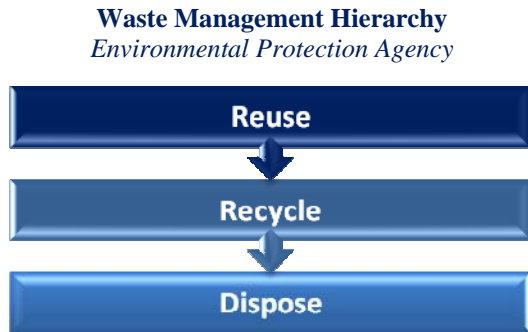 Waste Management Hierarchy
Environmental Protection Agency
Reuse
Recycle
Dispose